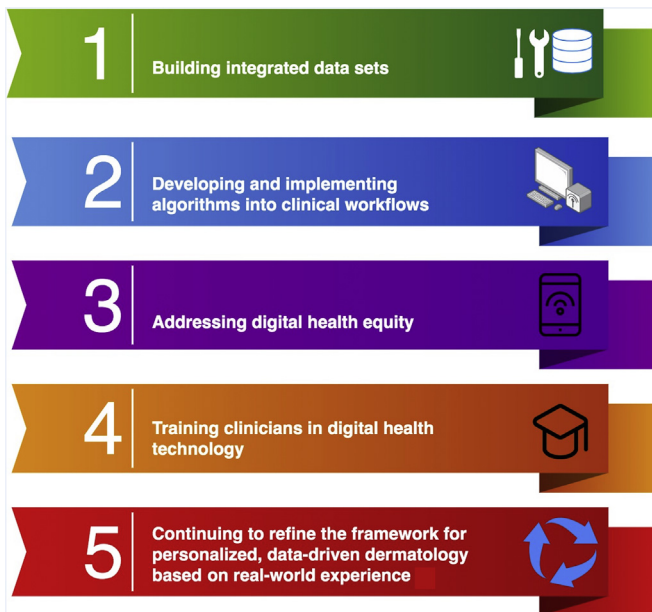 1
Building integrated data sets
2
Developing and implementing
algorithms into clinical workflows
3
Addressing digital health equity
4
Training clinicians in digital health
technology
5
Continuing to refine the framework for
personalized, data-driven dermatology
based on real-world experience